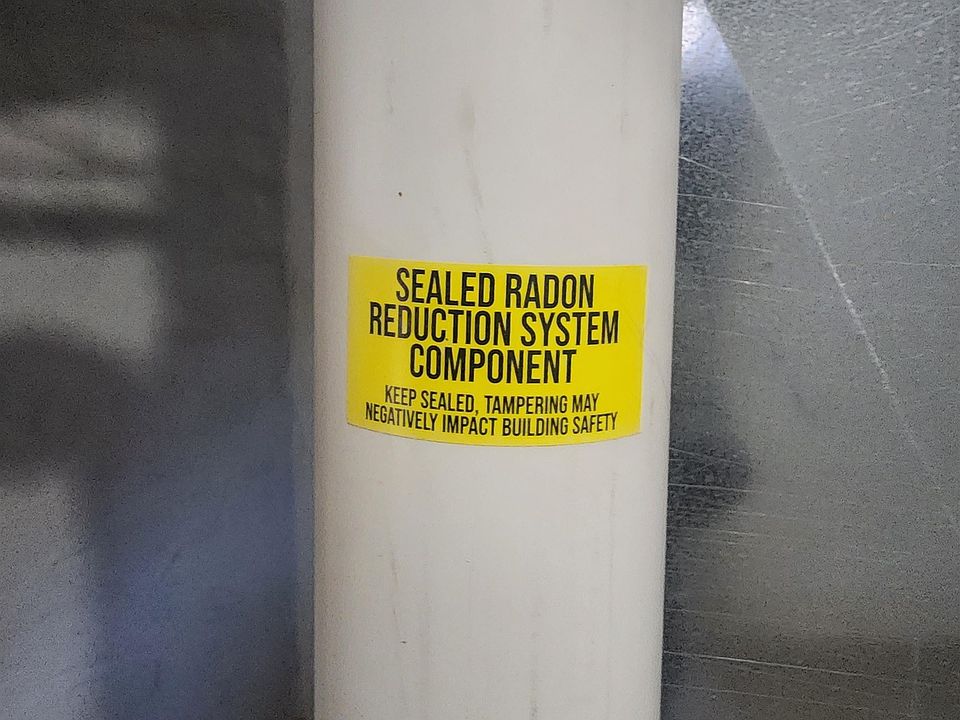 SEALED RADON
REDUCTION SYSTEM
COMPONENT
KEEP SEALED, TAMPERING MAY
NEGATIVELY IMPACT BUILDING SAFETY